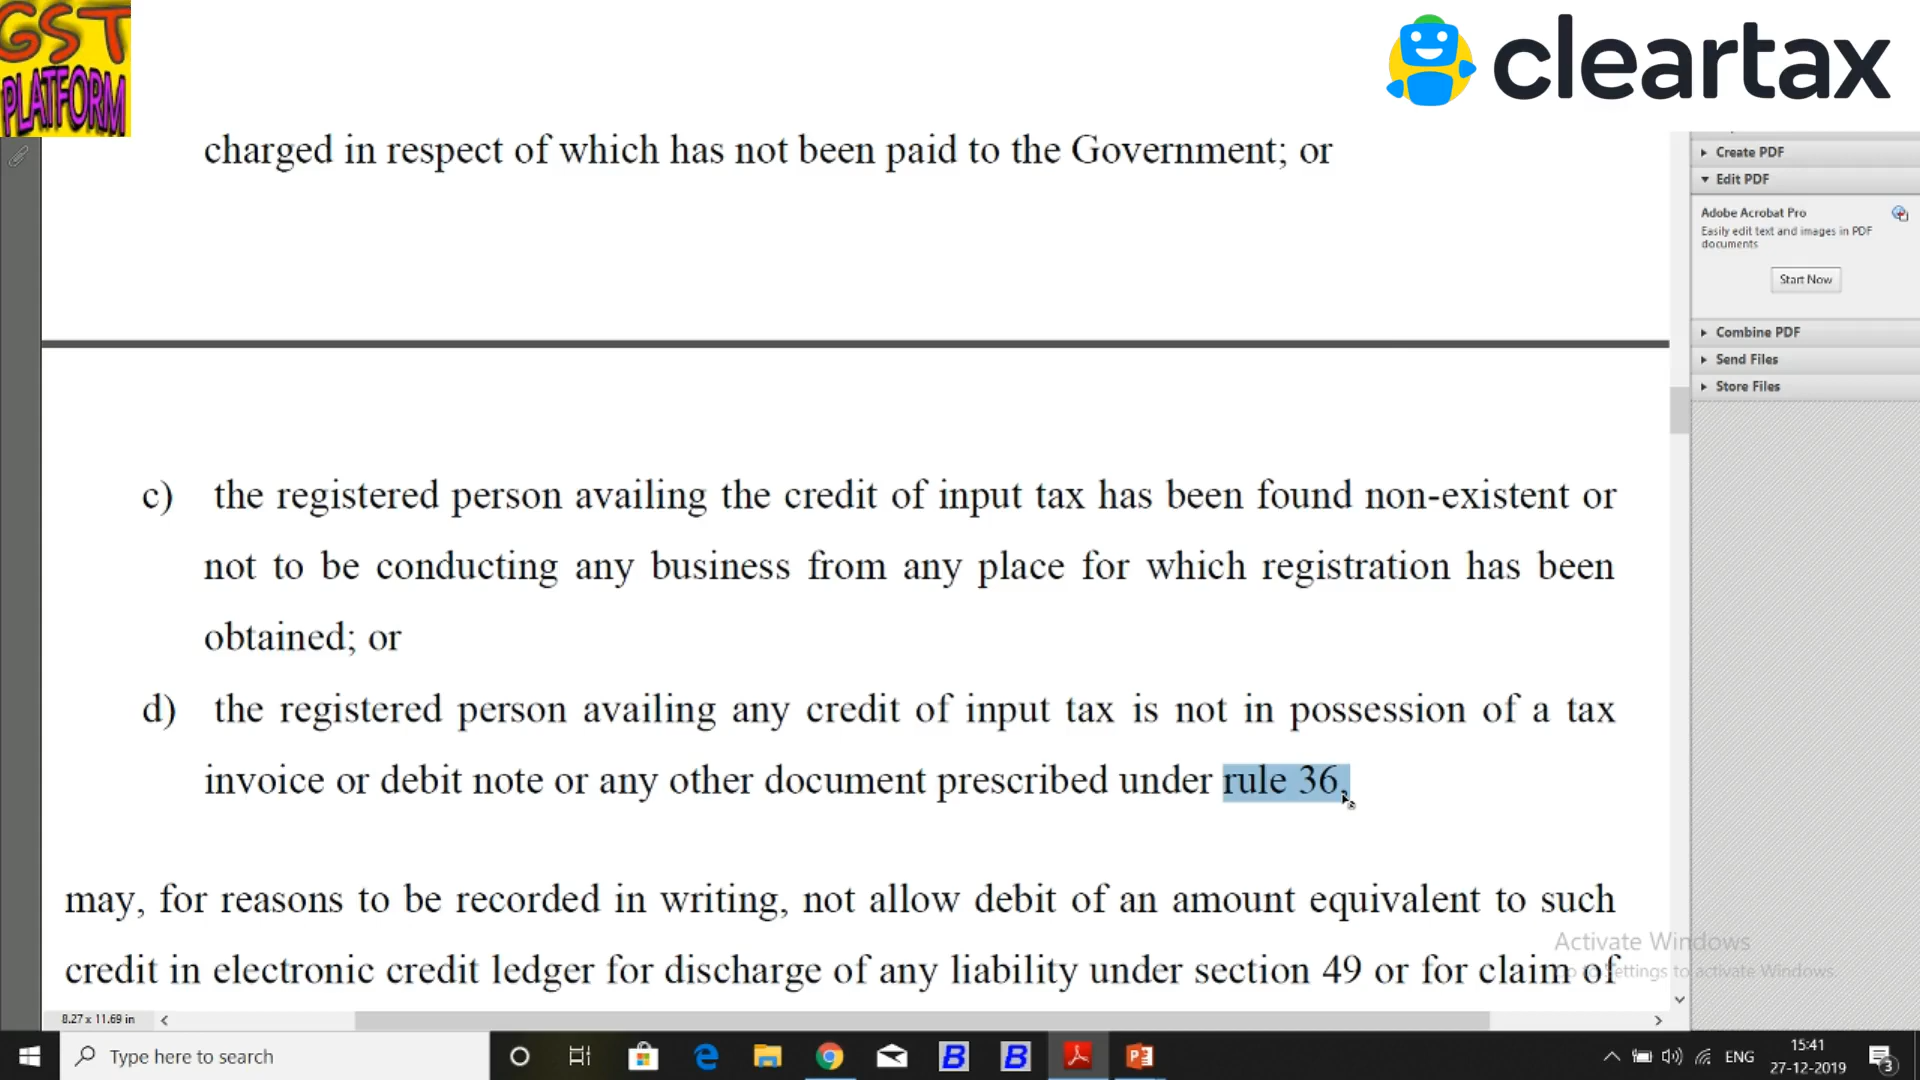 GST
PLATFORM
cleartax
charged in respect of which has not been paid to the Government; or
Create PDF
Edit PDF
Adobe Acrobat Pro
Easily edit text and images in PDF
documents
Start Now
Combine PDF
Send Files
Store Files
c) the registered person availing the credit of input tax has been found non-existent or
not to be conducting any business from any place for which registration has been
obtained; or
d) the registered person availing any credit of input tax is not in possession of a tax
invoice or debit note or any other document prescribed under rule 36,
may, for reasons to be recorded in writing, not allow debit of an amount equivalent to such
credit in electronic credit ledger for discharge of any liability under section 49 or for claim of
Activate Windows
Go to Settings to activate Windows.
8.27 x 11.69 in
Type here to search
B
B
ENG
15:41
27-12-2019
3